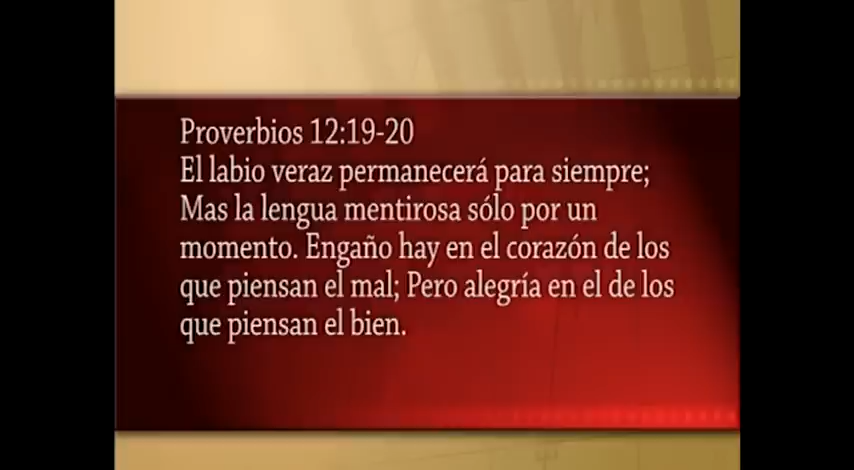 Proverbios 12:19-20
El labio veraz permanecerá para siempre;
Mas la lengua mentirosa sólo por un
momento. Engaño hay en el corazón de los
que piensan el mal; Pero alegría en el de los
que piensan el bien.